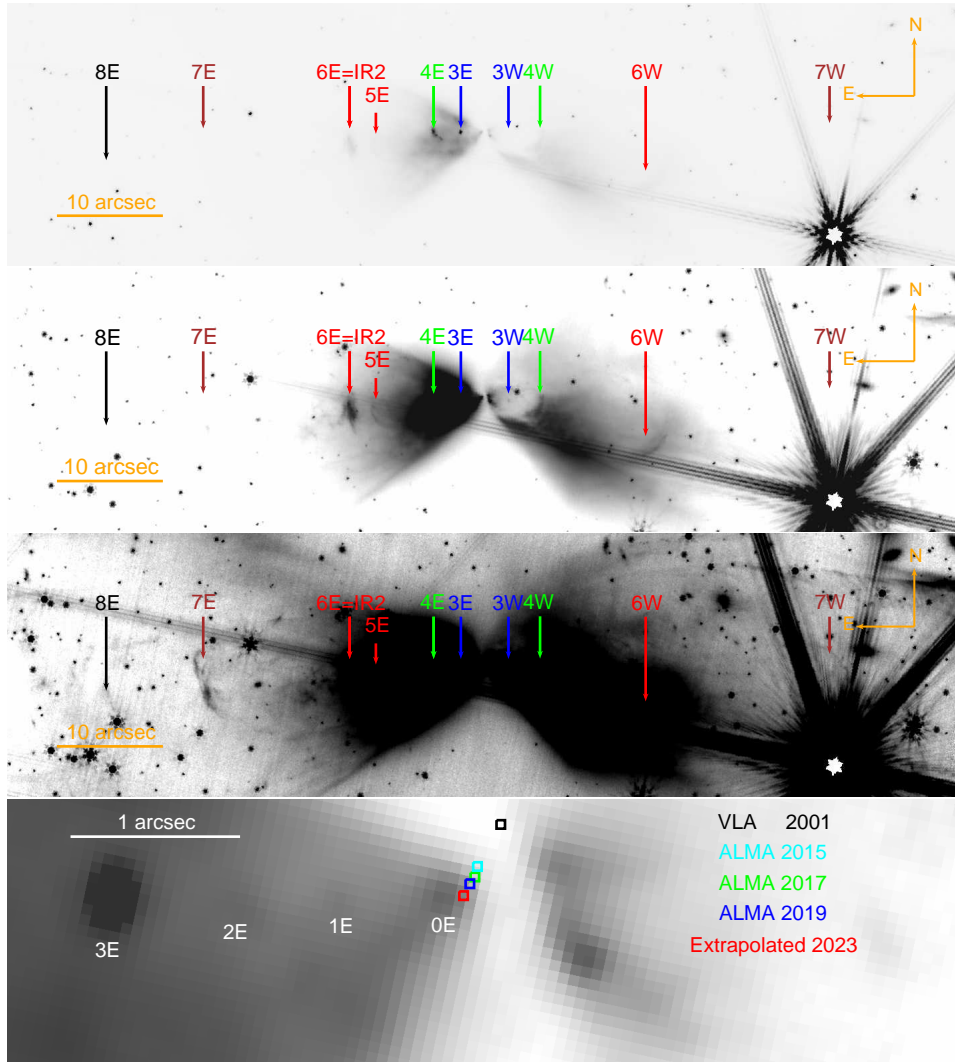 N
8E 7E 6E=IR2 4E 3E 3W 4W 6W 7W
E
5E
10 arcsec
N
8E 7E 6E=IR2 4E 3E 3W 4W 6W 7W
5E
E
10 arcsec
N
8E 7E 6E=IR2 4E 3E 3W 4W 6W 7W
E
5E
10 arcsec
1 arcsec
VLA 2001
ALMA 2015
ALMA 2017
ALMA 2019
Extrapolated 2023
3E 2E 1E 0E